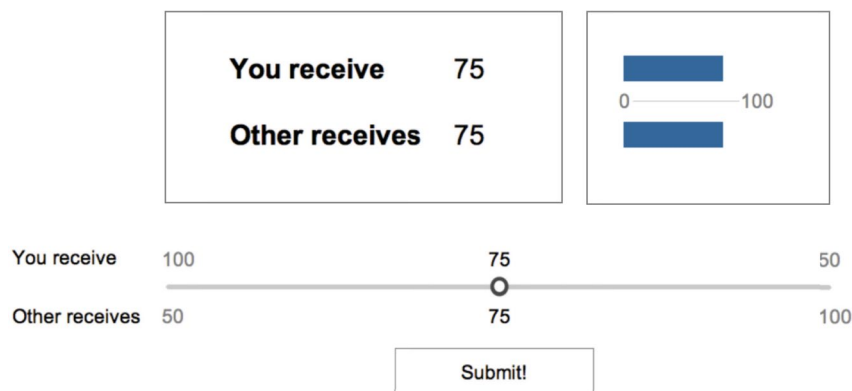 You receive 75
Other receives 75
0 100
You receive 100 75 50
Other receives 50 75 100
Submit!